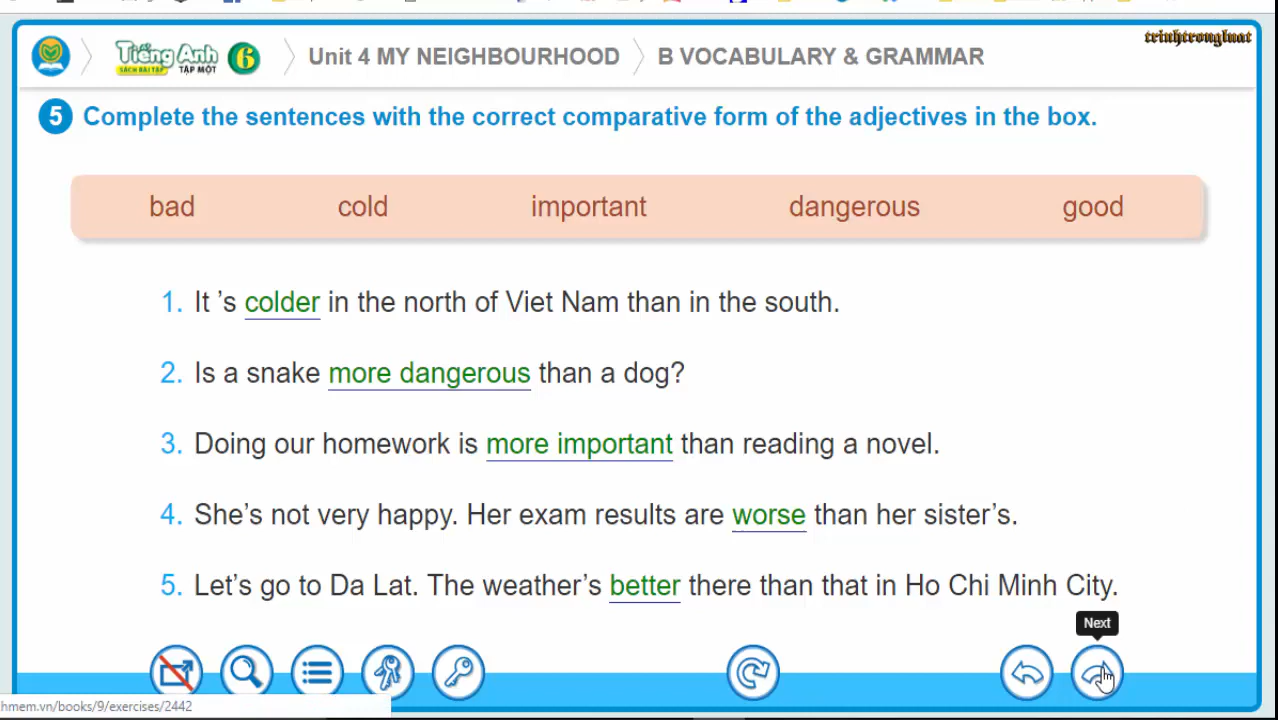 trinhtrongluat
Tiếng Anh 6
SÁCH BÀI TẬP TẬP MỘT
Unit 4 MY NEIGHBOURHOOD B VOCABULARY & GRAMMAR
5 Complete the sentences with the correct comparative form of the adjectives in the box.
bad cold important dangerous good
1. It ’s colder in the north of Viet Nam than in the south.
2. Is a snake more dangerous than a dog?
3. Doing our homework is more important than reading a novel.
4. She’s not very happy. Her exam results are worse than her sister’s.
5. Let’s go to Da Lat. The weather’s better there than that in Ho Chi Minh City.
Next
chmem.vn/books/9/exercises/2442